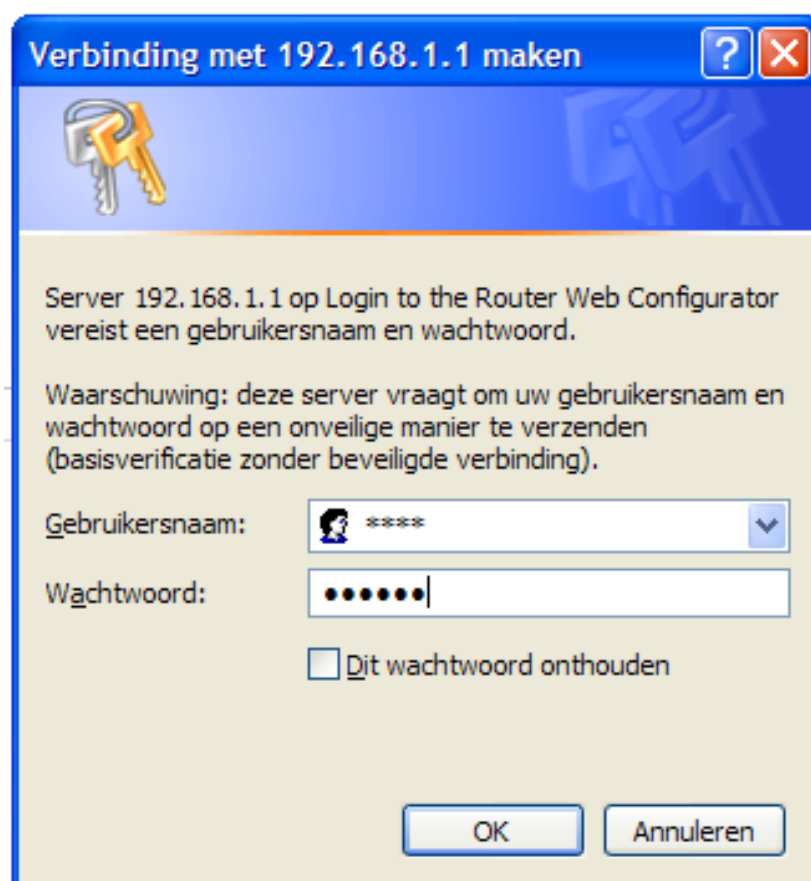 Verbinding met 192.168.1.1 maken
Server 192.168.1.1 op Login to the Router Web Configurator
vereist een gebruikersnaam en wachtwoord.
Waarschuwing: deze server vraagt om uw gebruikersnaam en
wachtwoord op een onveilige manier te verzenden
(basisverificatie zonder beveiligde verbinding).
Gebruikersnaam: ****
Wachtwoord: ••••••
Dit wachtwoord onthouden
OK Annuleren